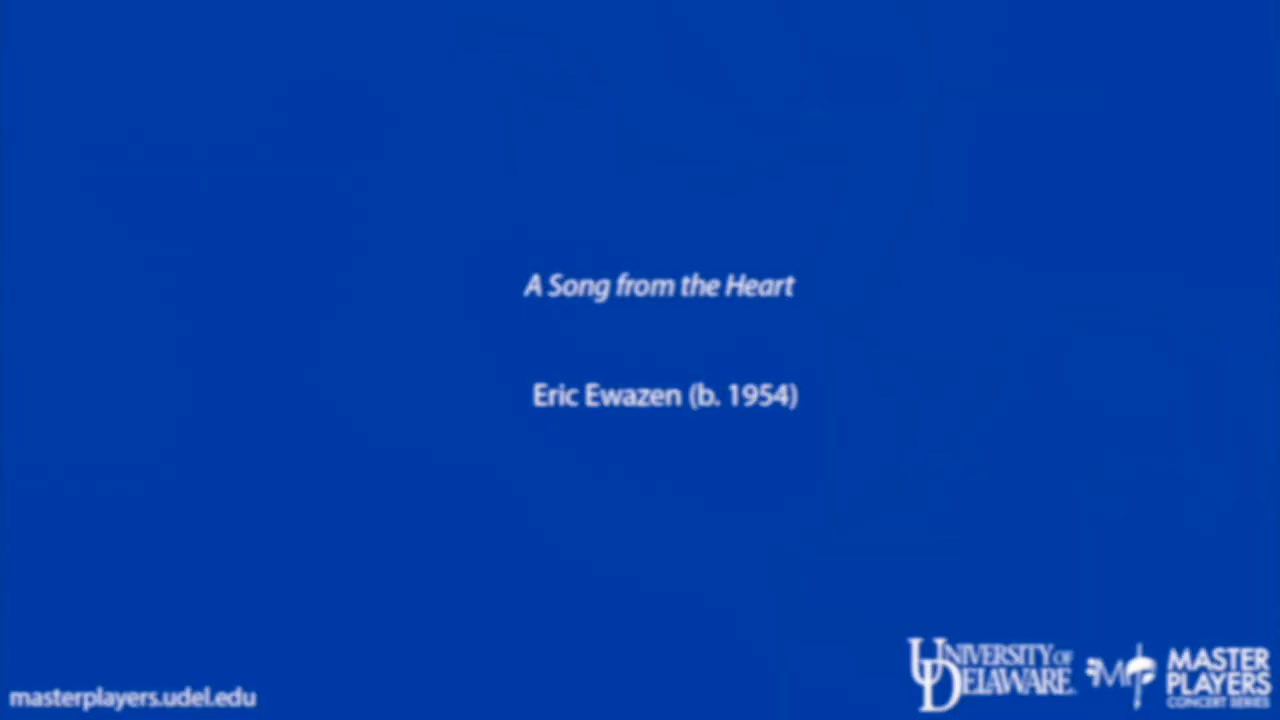 A Song from the Heart
Eric Ewazen (b. 1954)
masterplayers.udel.edu
UNIVERSITY OF
DELAWARE.
MASTER
PLAYERS
CONCERT SERIES